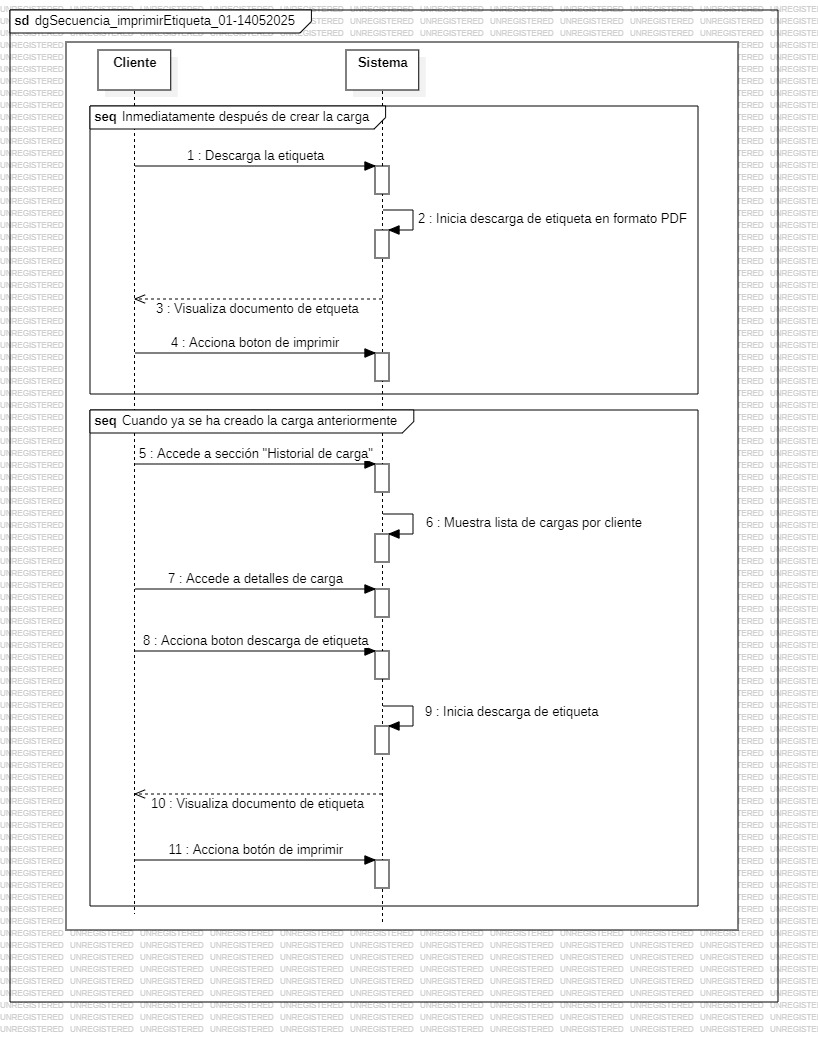 sd dgSecuencia_imprimirEtiqueta_01-14052025
Cliente
Sistema
seq Inmediatamente después de crear la carga
1 : Descarga la etiqueta
2 : Inicia descarga de etiqueta en formato PDF
3 : Visualiza documento de etqueta
4 : Acciona boton de imprimir
seq Cuando ya se ha creado la carga anteriormente
5 : Accede a sección "Historial de carga"
6 : Muestra lista de cargas por cliente
7 : Accede a detalles de carga
8 : Acciona boton descarga de etiqueta
9 : Inicia descarga de etiqueta
10 : Visualiza documento de etiqueta
11 : Acciona botón de imprimir
UNREGISTERED